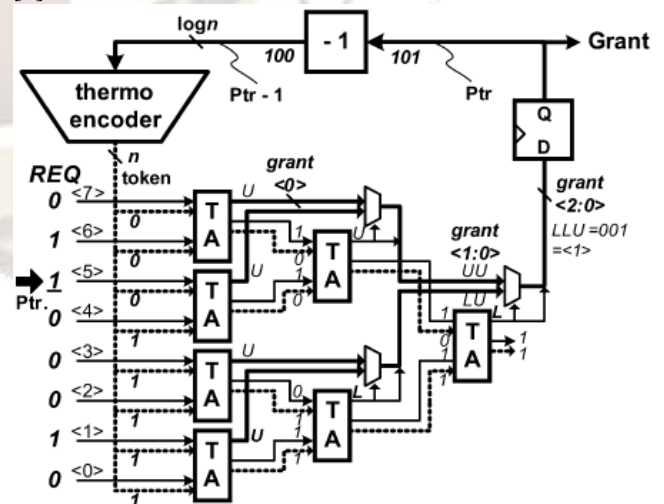 logn
- 1
Grant
100
101
Ptr - 1
Ptr
thermo
encoder
Q
D
n
token
REQ
grant
<0>
grant
<2:0>
LLU =001
=<1>
grant
<1:0>
0 <7>
1 <6>
1 <5>
Ptr.
0 <4>
0 <3>
0 <2>
1 <1>
0 <0>
0
0
0
1
1
1
1
1
T
A
T
A
T
A
T
A
U
U
U
U
1
0
1
0
0
1
1
1
T
A
T
A
U
L
UU
LU
L
1
0
1
1
T
A
1
1